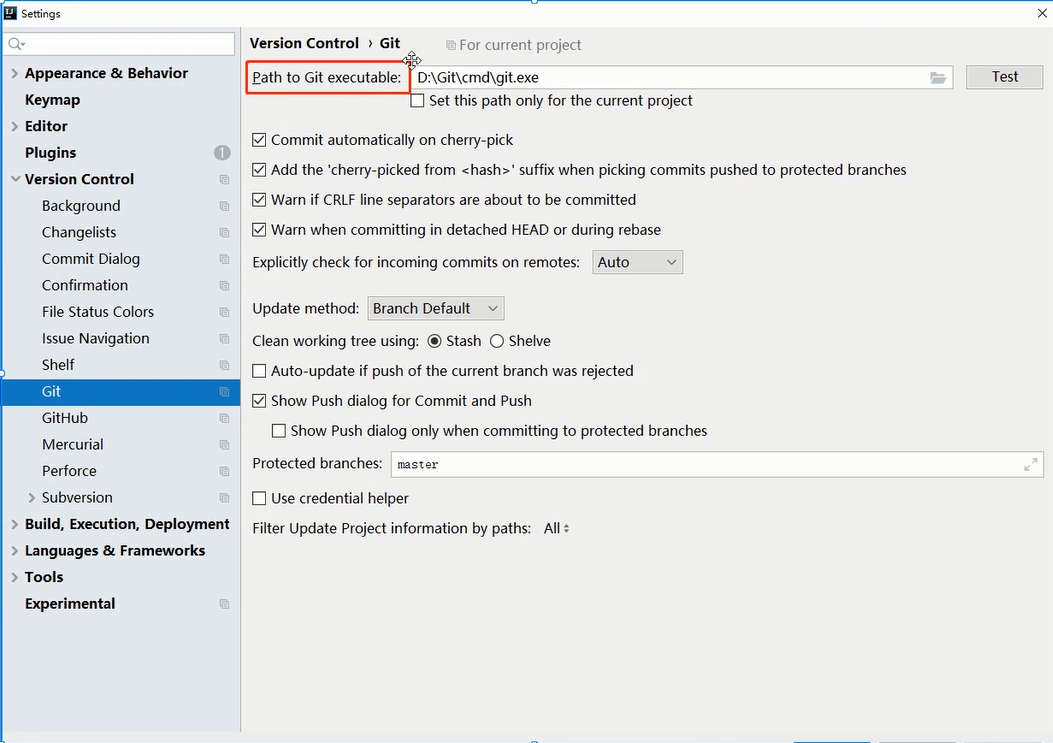 Settings
Version Control › Git For current project
Path to Git executable: D:\Git\cmd\git.exe Test
Set this path only for the current project
Appearance & Behavior
Keymap
Editor
Plugins 1
Version Control
Background
Changelists
Commit Dialog
Confirmation
File Status Colors
Issue Navigation
Shelf
Git
GitHub
Mercurial
Perforce
Subversion
Build, Execution, Deployment
Languages & Frameworks
Tools
Experimental
Commit automatically on cherry-pick
Add the 'cherry-picked from <hash>' suffix when picking commits pushed to protected branches
Warn if CRLF line separators are about to be committed
Warn when committing in detached HEAD or during rebase
Explicitly check for incoming commits on remotes: Auto
Update method: Branch Default
Clean working tree using: Stash Shelve
Auto-update if push of the current branch was rejected
Show Push dialog for Commit and Push
Show Push dialog only when committing to protected branches
Protected branches: master
Use credential helper
Filter Update Project information by paths: All